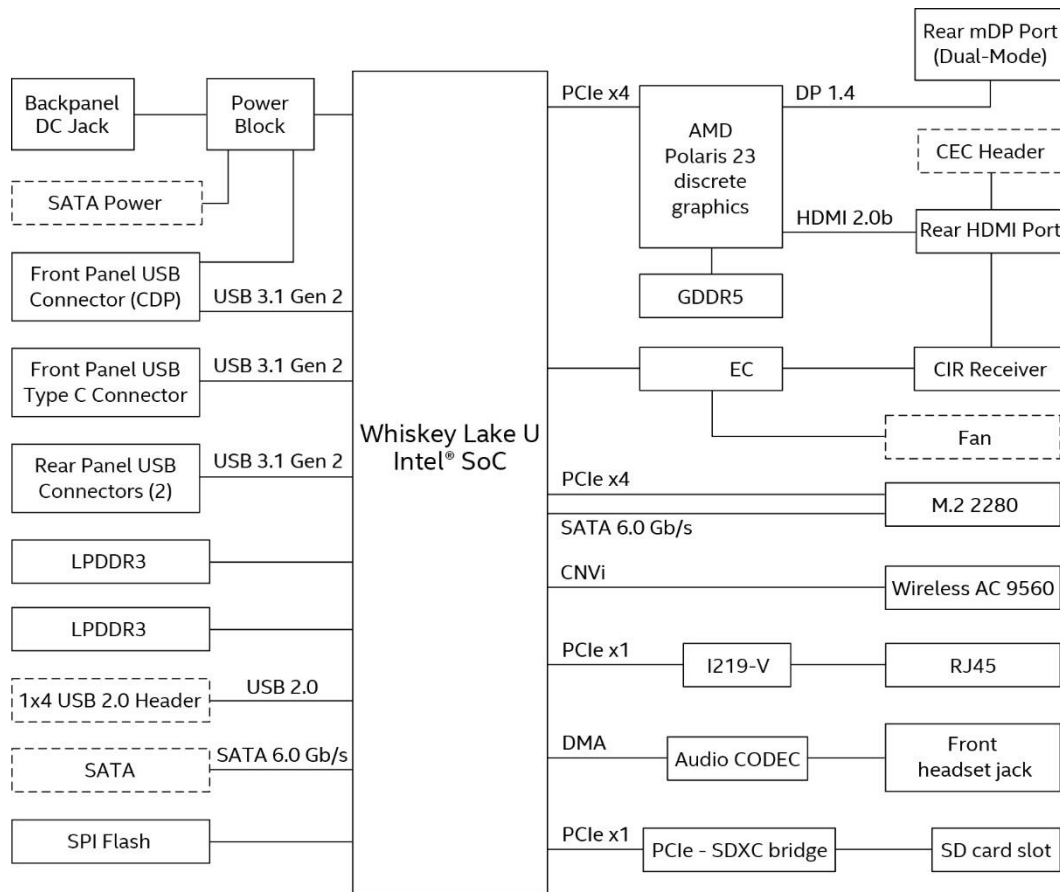 Backpanel
DC Jack
Power
Block
SATA Power
Front Panel USB
Connector (CDP)
USB 3.1 Gen 2
Front Panel USB
Type C Connector
USB 3.1 Gen 2
Rear Panel USB
Connectors (2)
USB 3.1 Gen 2
LPDDR3
LPDDR3
1x4 USB 2.0 Header
USB 2.0
SATA
SATA 6.0 Gb/s
SPI Flash
Whiskey Lake U
Intel® SoC
PCIe x4
AMD
Polaris 23
discrete
graphics
DP 1.4
Rear mDP Port
(Dual-Mode)
CEC Header
HDMI 2.0b
Rear HDMI Port
GDDR5
EC
CIR Receiver
Fan
PCIe x4
SATA 6.0 Gb/s
M.2 2280
CNVi
Wireless AC 9560
PCIe x1
I219-V
RJ45
DMA
Audio CODEC
Front
headset jack
PCIe x1
PCIe - SDXC bridge
SD card slot